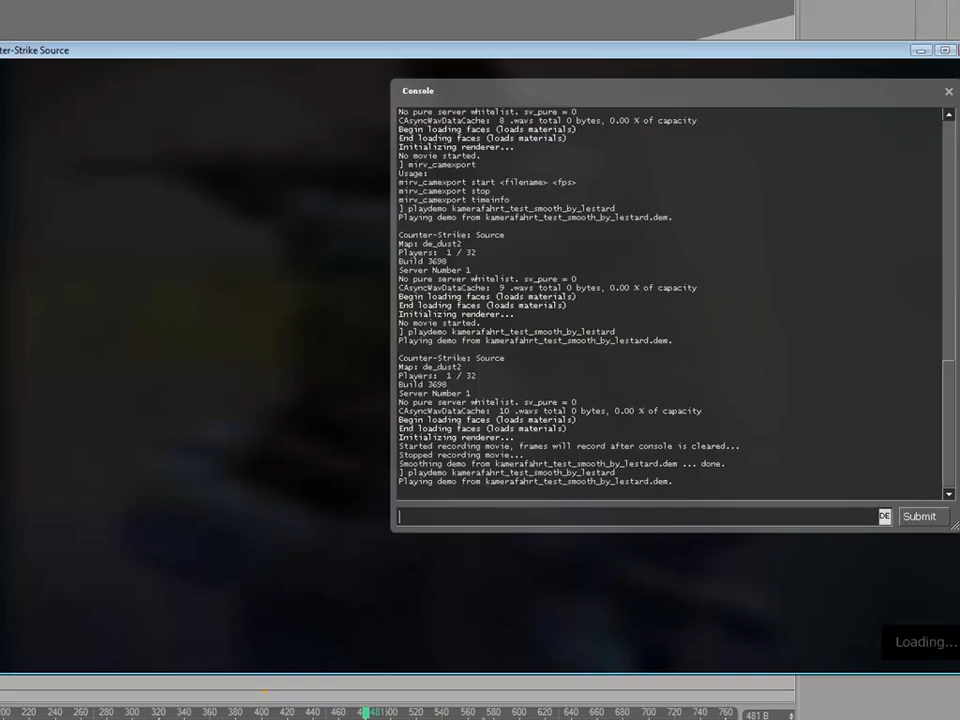 ter-Strike Source
Console
No pure server whitelist. sv_pure = 0
CAsyncWavDataCache:  8 .wavs total 0 bytes, 0.00 % of capacity
Begin loading faces (loads materials)
End loading faces (loads materials)
Initializing renderer...
No movie started.
] mirv_camexport
Usage:
mirv_camexport start <filename> <fps>
mirv_camexport stop
mirv_camexport timeinfo
] playdemo kamerafahrt_test_smooth_by_lestard
Playing demo from kamerafahrt_test_smooth_by_lestard.dem.
Counter-Strike: Source
Map: de_dust2
Players:  1 / 32
Build 3698
Server Number 1
No pure server whitelist. sv_pure = 0
CAsyncWavDataCache:  9 .wavs total 0 bytes, 0.00 % of capacity
Begin loading faces (loads materials)
End loading faces (loads materials)
Initializing renderer...
No movie started.
] playdemo kamerafahrt_test_smooth_by_lestard
Playing demo from kamerafahrt_test_smooth_by_lestard.dem.
Counter-Strike: Source
Map: de_dust2
Players:  1 / 32
Build 3698
Server Number 1
No pure server whitelist. sv_pure = 0
CAsyncWavDataCache:  10 .wavs total 0 bytes, 0.00 % of capacity
Begin loading faces (loads materials)
End loading faces (loads materials)
Initializing renderer...
Started recording movie, frames will record after console is cleared...
Stopped recording movie...
Smoothing demo from kamerafahrt_test_smooth_by_lestard.dem ... done.
] playdemo kamerafahrt_test_smooth_by_lestard
Playing demo from kamerafahrt_test_smooth_by_lestard.dem.
DE Submit
Loading...
220 240 260 280 300 320 340 360 380 400 420 440 460 481 520 540 560 580 600 620 640 660 680 700 720 740 760 481 B